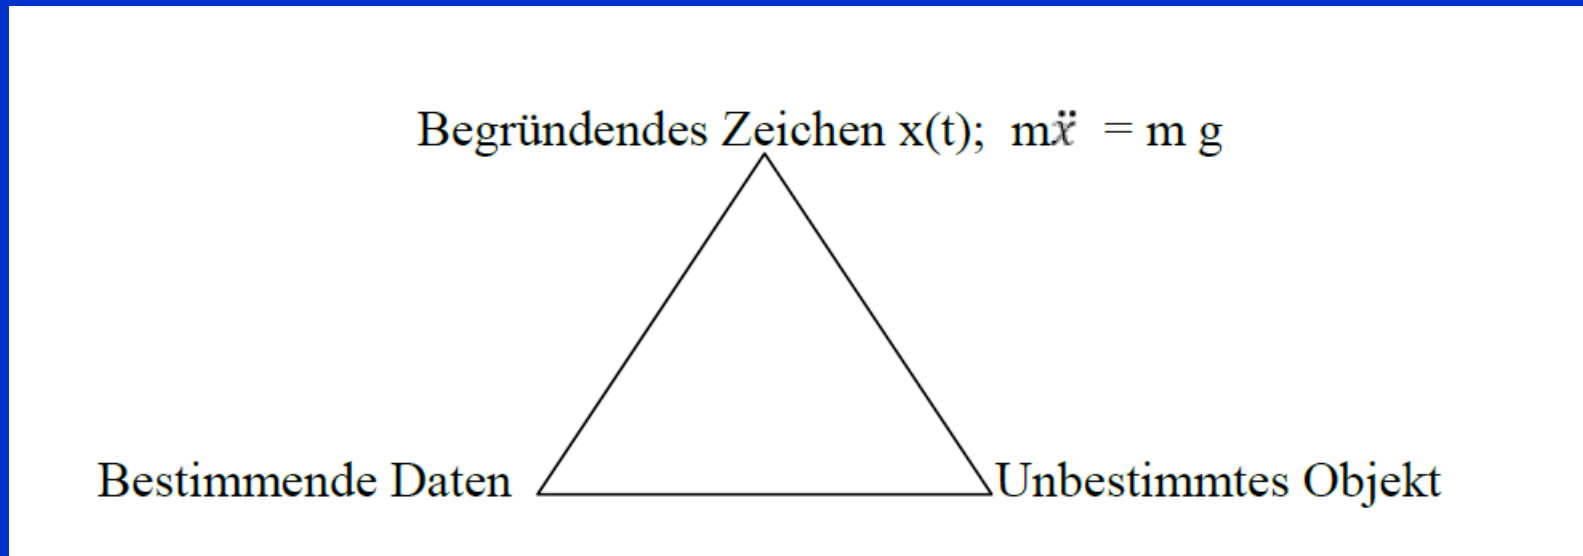 Begründendes Zeichen x(t); mẍ = m g
Bestimmende Daten
Unbestimmtes Objekt